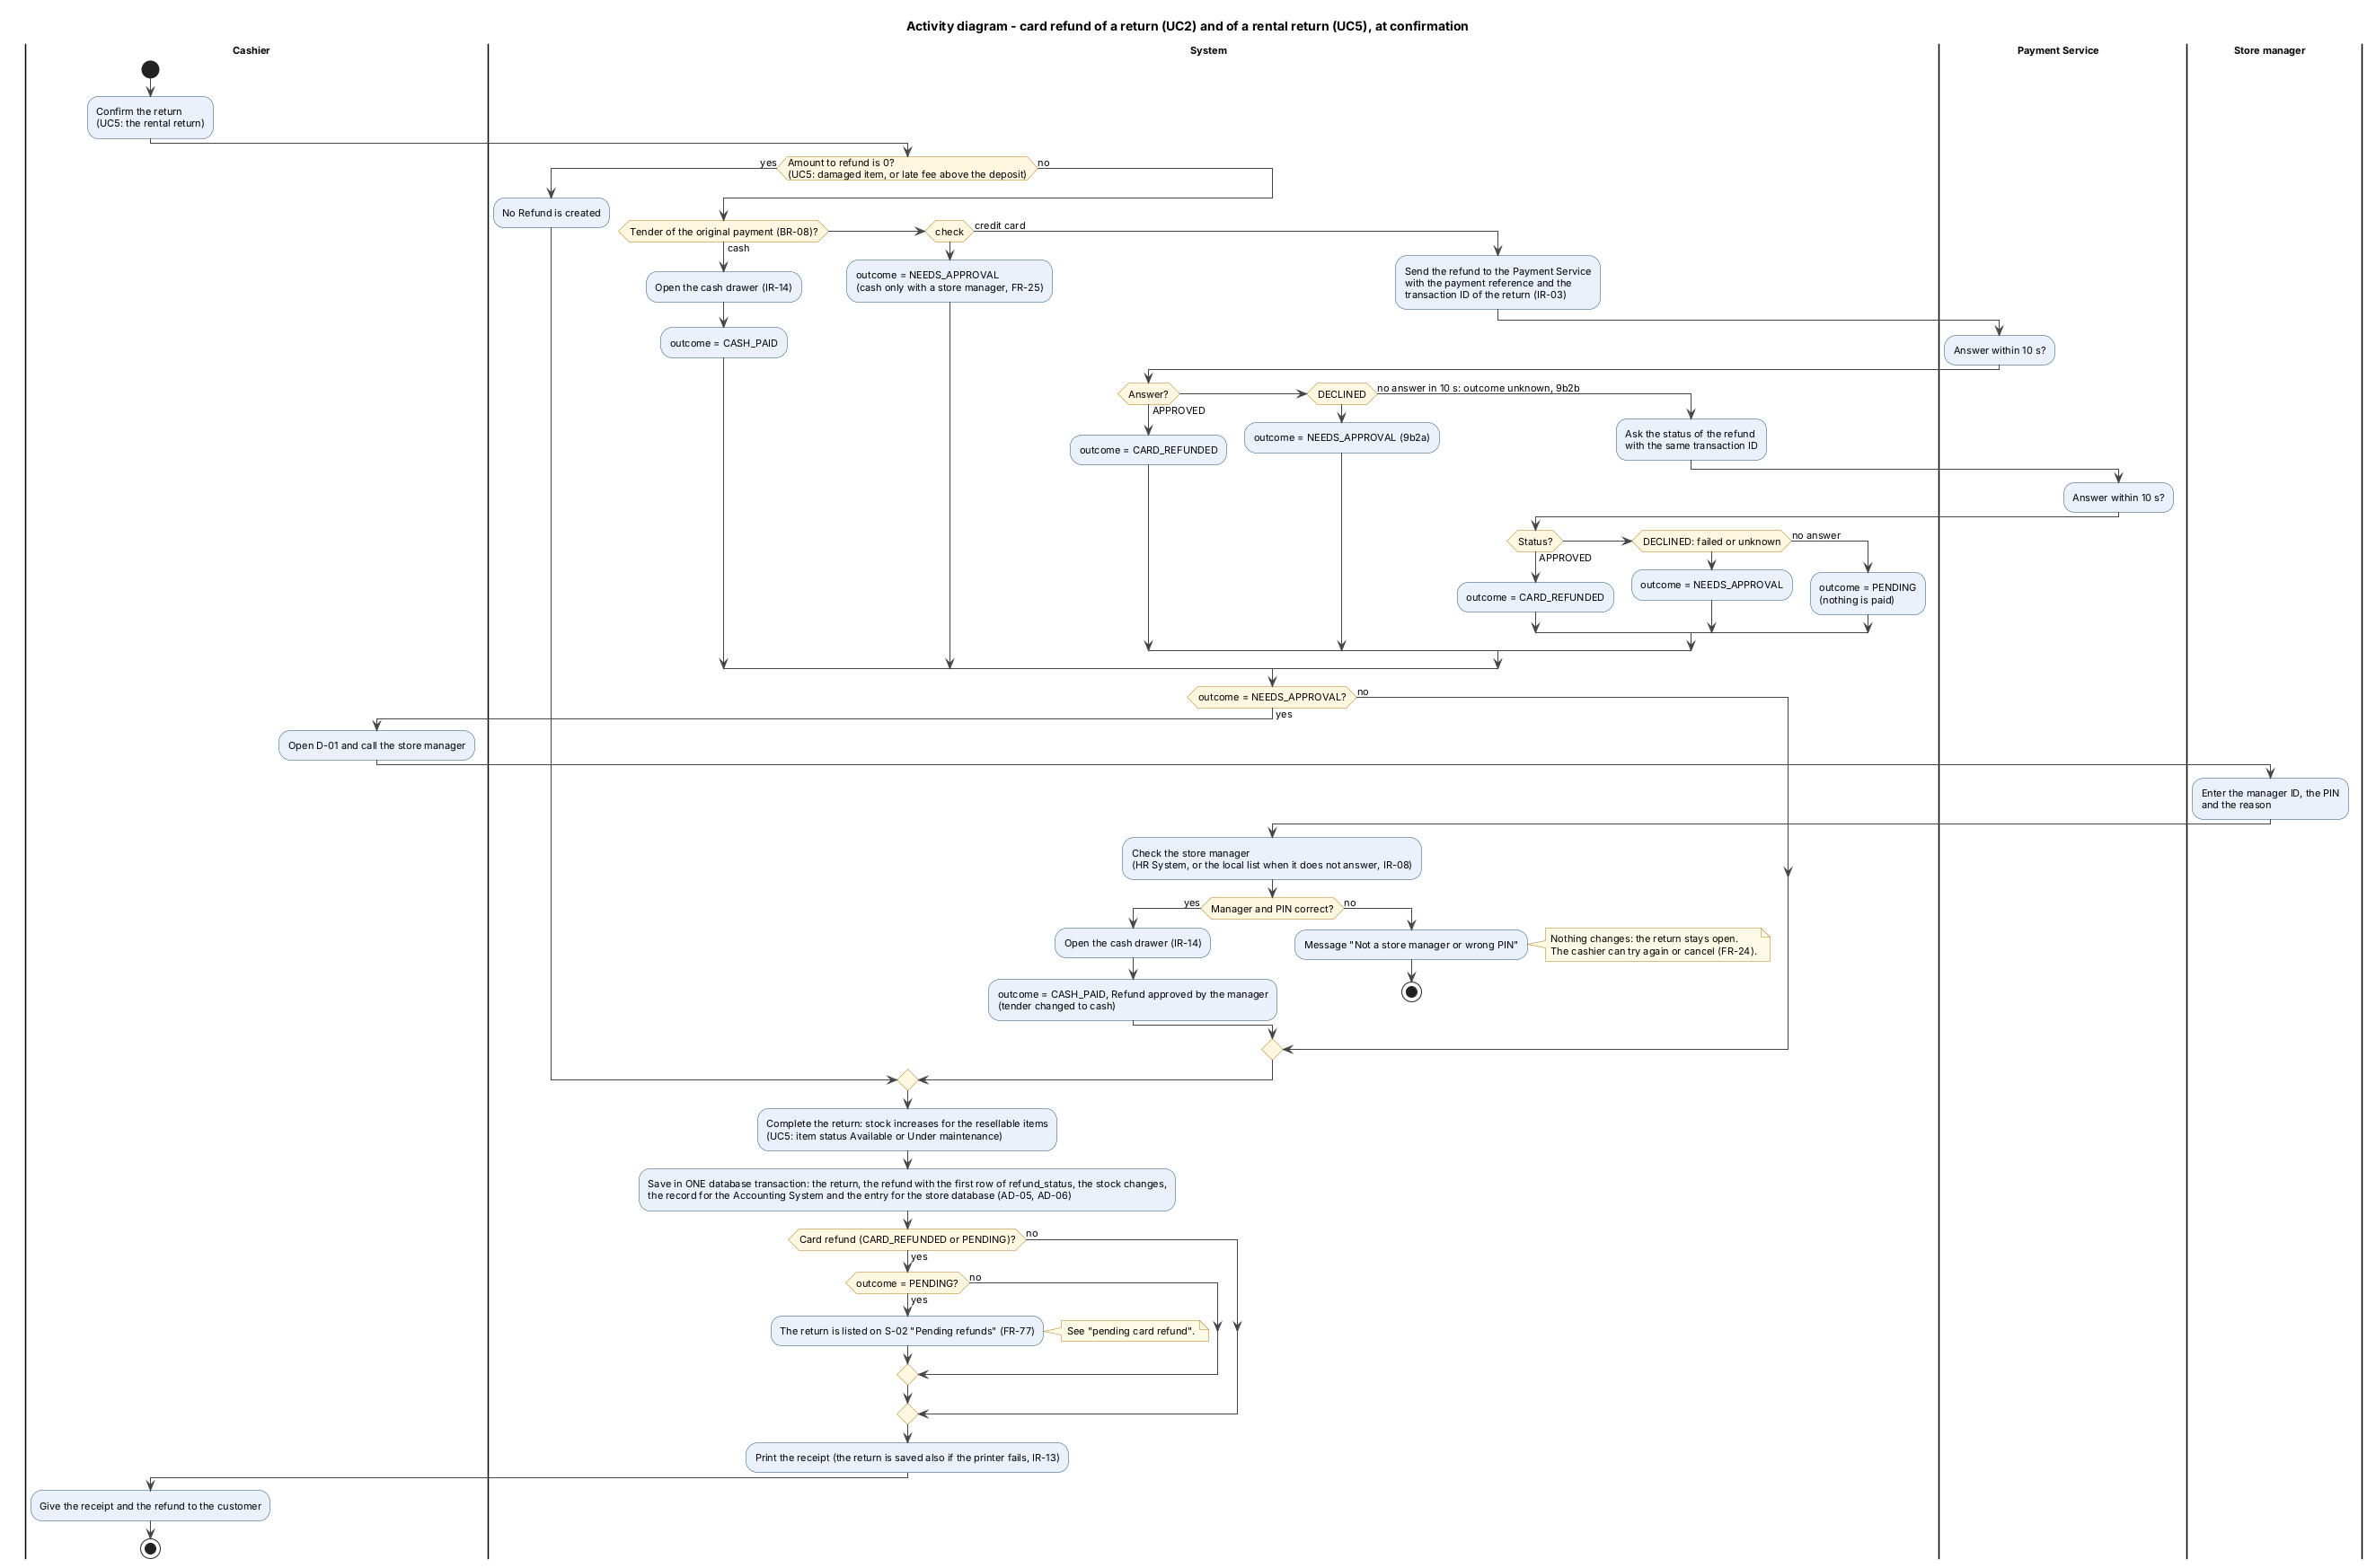 Activity diagram - card refund of a return (UC2) and of a rental return (UC5), at confirmation
Cashier
System
Payment Service
Store manager
Confirm the return
(UC5: the rental return)
yes
Amount to refund is 0?
(UC5: damaged item, or late fee above the deposit)
no
No Refund is created
Tender of the original payment (BR-08)?
cash
check
credit card
Open the cash drawer (IR-14)
outcome = CASH_PAID
outcome = NEEDS_APPROVAL
(cash only with a store manager, FR-25)
Send the refund to the Payment Service
with the payment reference and the
transaction ID of the return (IR-03)
Answer within 10 s?
Answer?
APPROVED
DECLINED
no answer in 10 s: outcome unknown, 9b2b
outcome = CARD_REFUNDED
outcome = NEEDS_APPROVAL (9b2a)
Ask the status of the refund
with the same transaction ID
Answer within 10 s?
Status?
APPROVED
DECLINED: failed or unknown
no answer
outcome = CARD_REFUNDED
outcome = NEEDS_APPROVAL
outcome = PENDING
(nothing is paid)
outcome = NEEDS_APPROVAL?
no
yes
Open D-01 and call the store manager
Enter the manager ID, the PIN
and the reason
Check the store manager
(HR System, or the local list when it does not answer, IR-08)
yes
Manager and PIN correct?
no
Open the cash drawer (IR-14)
Message "Not a store manager or wrong PIN"
Nothing changes: the return stays open.
The cashier can try again or cancel (FR-24).
outcome = CASH_PAID, Refund approved by the manager
(tender changed to cash)
Complete the return: stock increases for the resellable items
(UC5: item status Available or Under maintenance)
Save in ONE database transaction: the return, the refund with the first row of refund_status, the stock changes,
the record for the Accounting System and the entry for the store database (AD-05, AD-06)
Card refund (CARD_REFUNDED or PENDING)?
no
yes
outcome = PENDING?
no
yes
The return is listed on S-02 "Pending refunds" (FR-77)
See "pending card refund".
Print the receipt (the return is saved also if the printer fails, IR-13)
Give the receipt and the refund to the customer